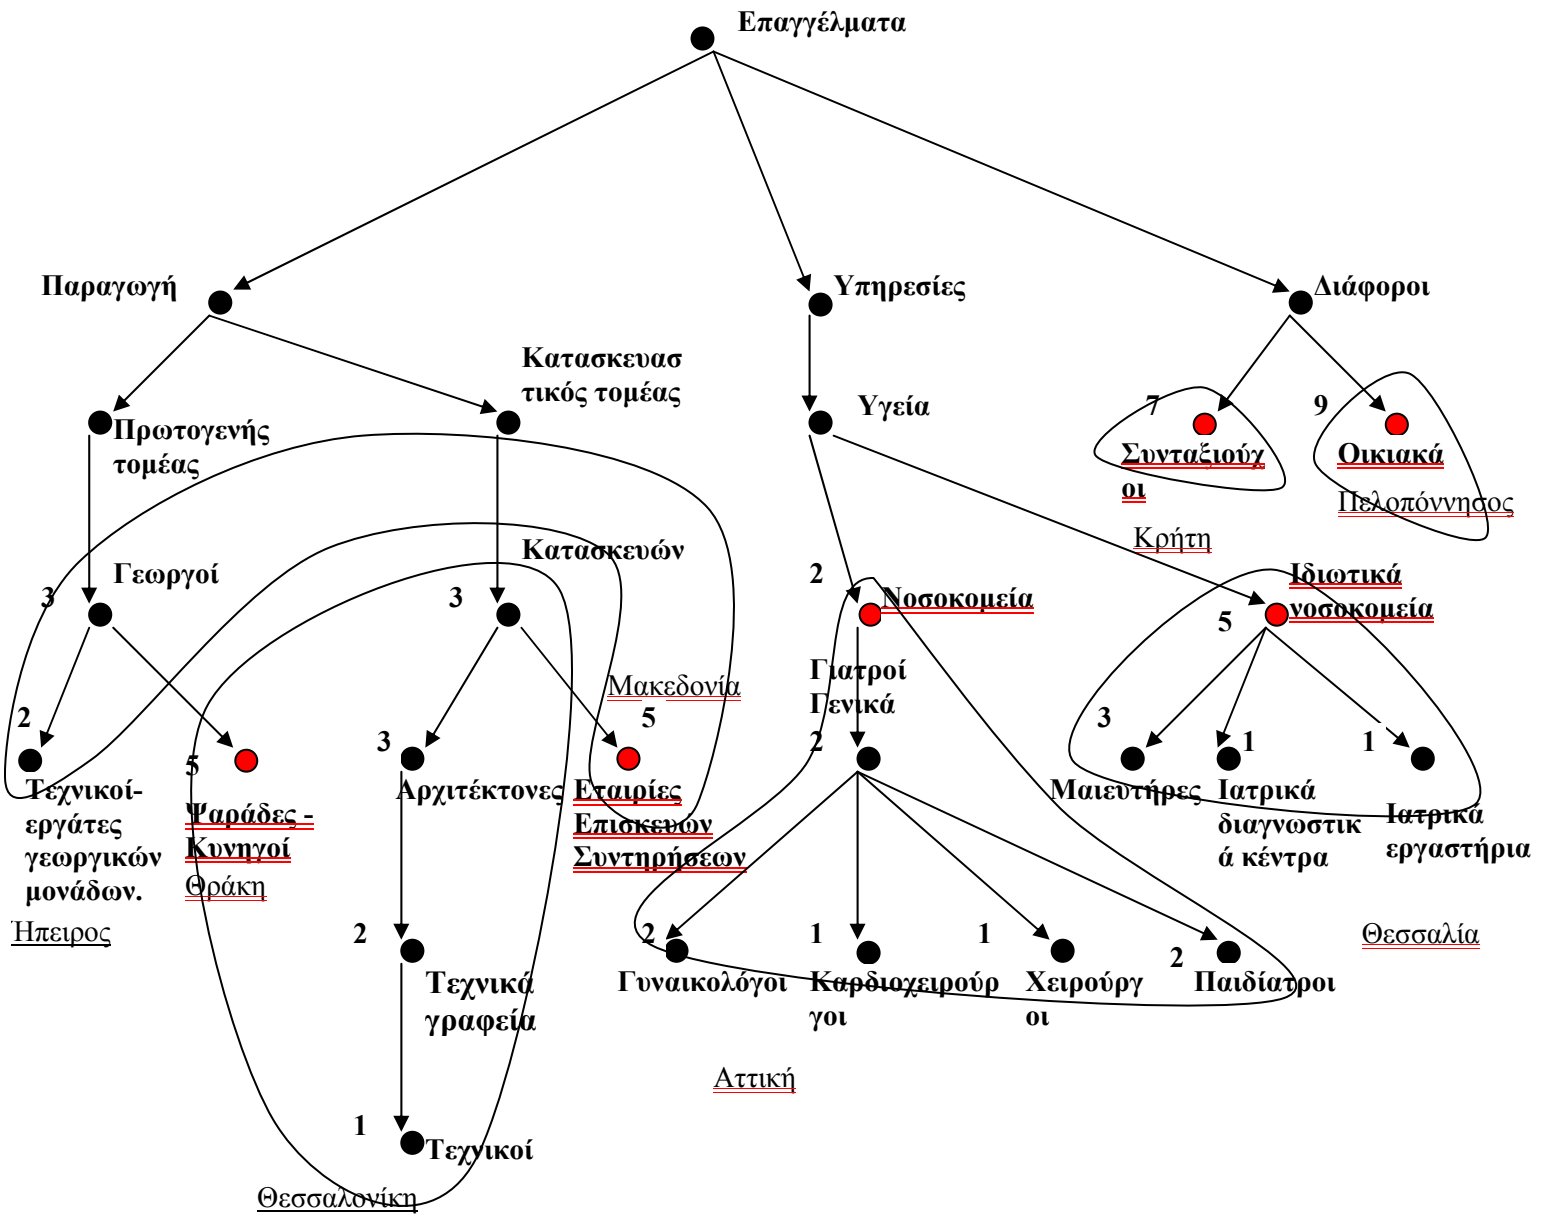 Επαγγέλματα
Παραγωγή
Υπηρεσίες
Διάφοροι
Κατασκευασ
τικός τομέας
Πρωτογενής
τομέας
Υγεία
7
Συνταξιούχ
οι
9
Οικιακά
Πελοπόννησος
Κρήτη
Γεωργοί
3
Κατασκευών
3
2
Νοσοκομεία
Ιδιωτικά
νοσοκομεία
5
Μακεδονία
Γιατροί
Γενικά
2
2
Τεχνικοί-
εργάτες
γεωργικών
μονάδων.
Ήπειρος
5
Ψαράδες -
Κυνηγοί
Θράκη
3
Αρχιτέκτονες
5
Εταιρίες
Επισκευών
Συντηρήσεων
3
Μαιευτήρες
1
Ιατρικά
διαγνωστικ
ά κέντρα
1
Ιατρικά
εργαστήρια
Θεσσαλία
2
Τεχνικά
γραφεία
2
Γυναικολόγοι
1
Καρδιοχειρούρ
γοι
1
Χειρούργ
οι
2
Παιδίατροι
Αττική
1
Τεχνικοί
Θεσσαλονίκη